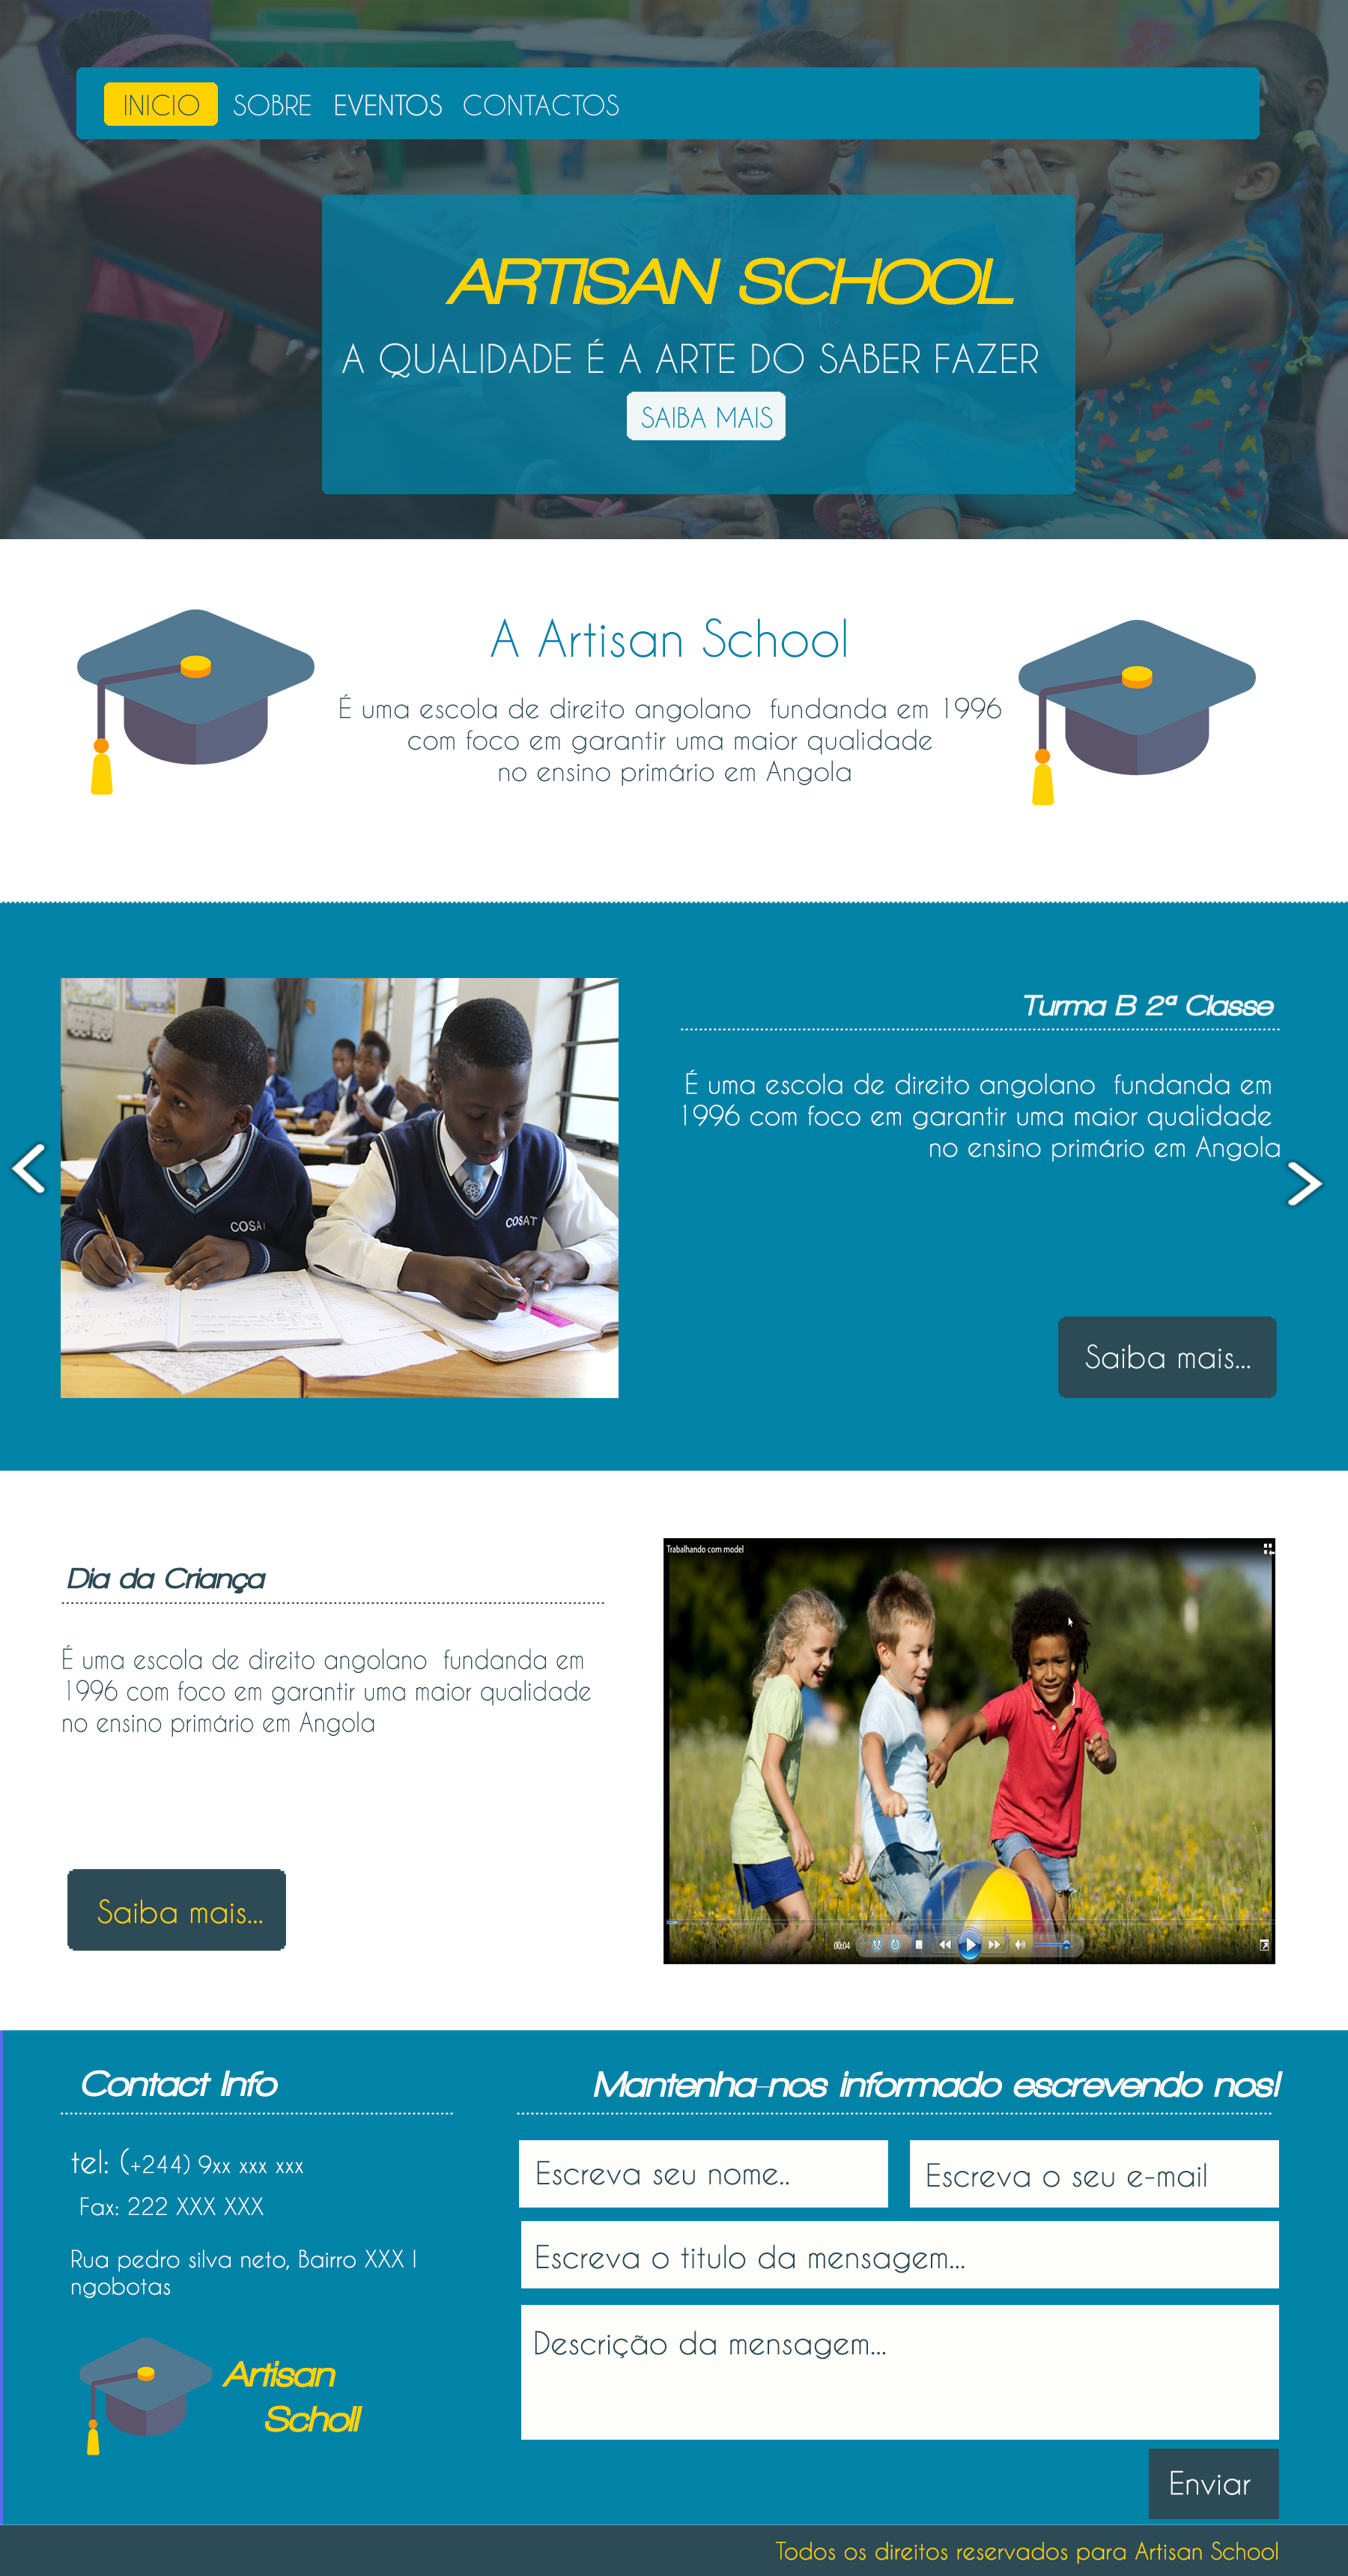 INICIO SOBRE EVENTOS CONTACTOS
ARTISAN SCHOOL
A QUALIDADE É A ARTE DO SABER FAZER
SAIBA MAIS
A Artisan School
É uma escola de direito angolano fundanda em 1996
com foco em garantir uma maior qualidade
no ensino primário em Angola
COSAT
COSAT
Turma B 2ª Classe
É uma escola de direito angolano fundanda em
1996 com foco em garantir uma maior qualidade
no ensino primário em Angola
Saiba mais...
Dia da Criança
É uma escola de direito angolano fundanda em
1996 com foco em garantir uma maior qualidade
no ensino primário em Angola
Saiba mais...
Trabalhando com model
00:04
Contact Info
tel: (+244) 9xx xxx xxx
Fax: 222 XXX XXX
Rua pedro silva neto, Bairro XXX I
ngobotas
Artisan
Scholl
Mantenha-nos informado escrevendo nos!
Escreva seu nome..
Escreva o seu e-mail
Escreva o titulo da mensagem...
Descrição da mensagem...
Enviar
Todos os direitos reservados para Artisan School